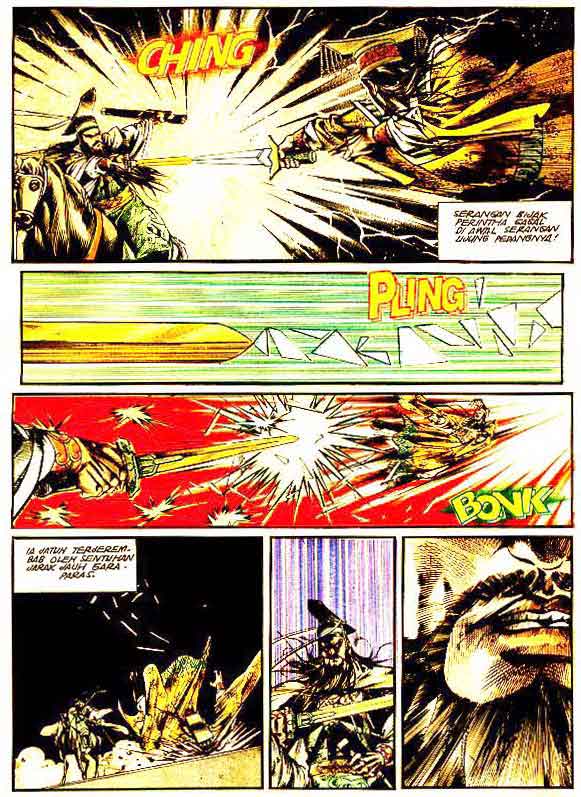 CHING
SERANGAN BIJAK
PERINTHA GAGAL
DI AWAL SERANGAN
UJUNG PEDANGNYA!
PLING!
BONK
IA JATUH TERJEREM-
BAB OLEH SENTUHAN
JARAK JAUH GARA-
PARAS.